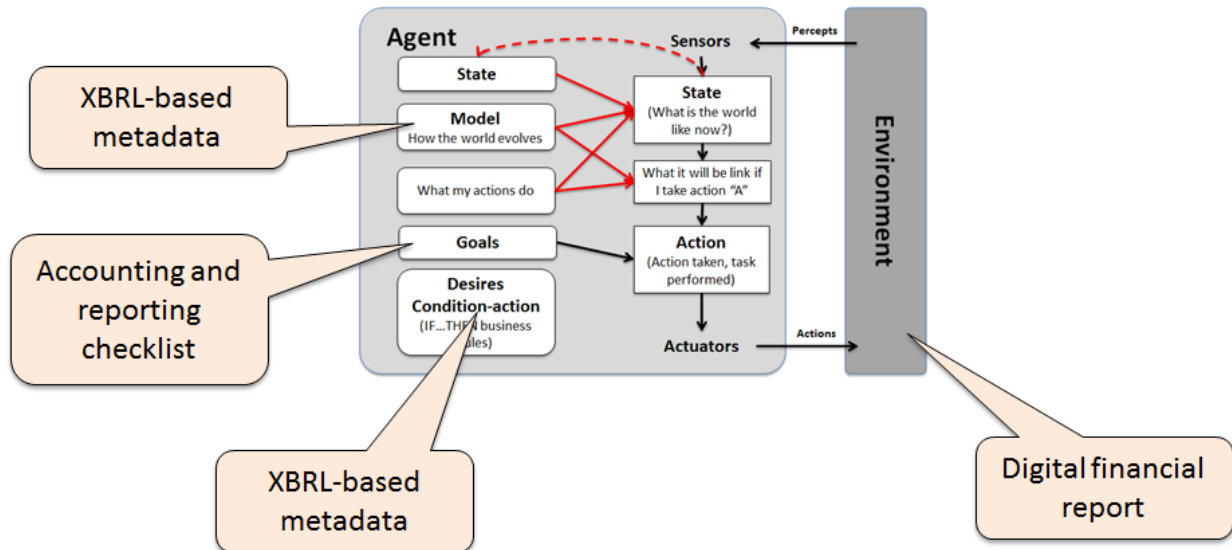 Agent
Sensors
Percepts
State
State
(What is the world
like now?)
XBRL-based
metadata
Model
How the world evolves
What my actions do
What it will be link if
I take action “A”
Environment
Goals
Action
(Action taken, task
performed)
Accounting and
reporting
checklist
Desires
Condition-action
(IF...THEN business
Actuators
Actions
XBRL-based
metadata
Digital financial
report